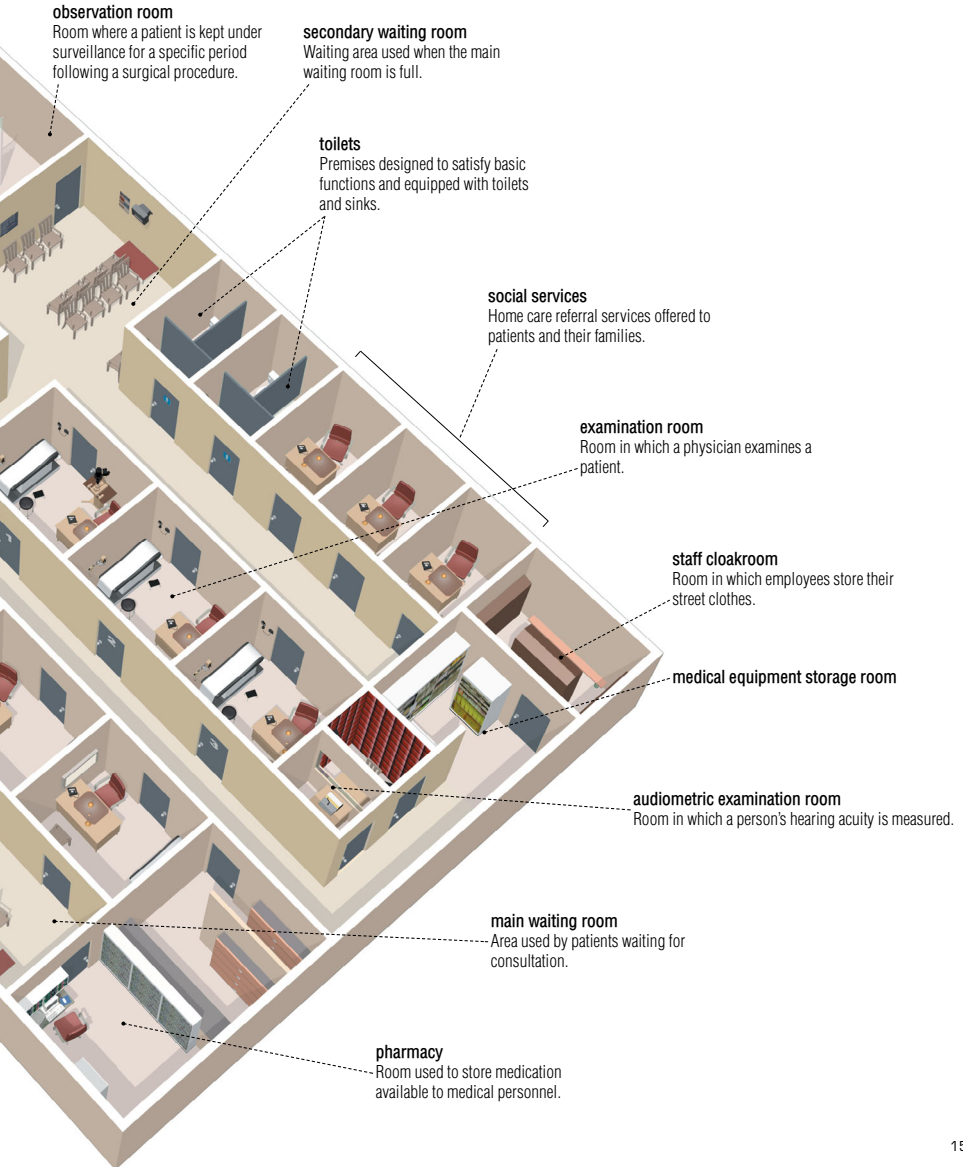 observation room
Room where a patient is kept under
surveillance for a specific period
following a surgical procedure.
secondary waiting room
Waiting area used when the main
waiting room is full.
toilets
Premises designed to satisfy basic
functions and equipped with toilets
and sinks.
social services
Home care referral services offered to
patients and their families.
examination room
Room in which a physician examines a
patient.
staff cloakroom
Room in which employees store their
street clothes.
medical equipment storage room
audiometric examination room
Room in which a person’s hearing acuity is measured.
main waiting room
Area used by patients waiting for
consultation.
pharmacy
Room used to store medication
available to medical personnel.